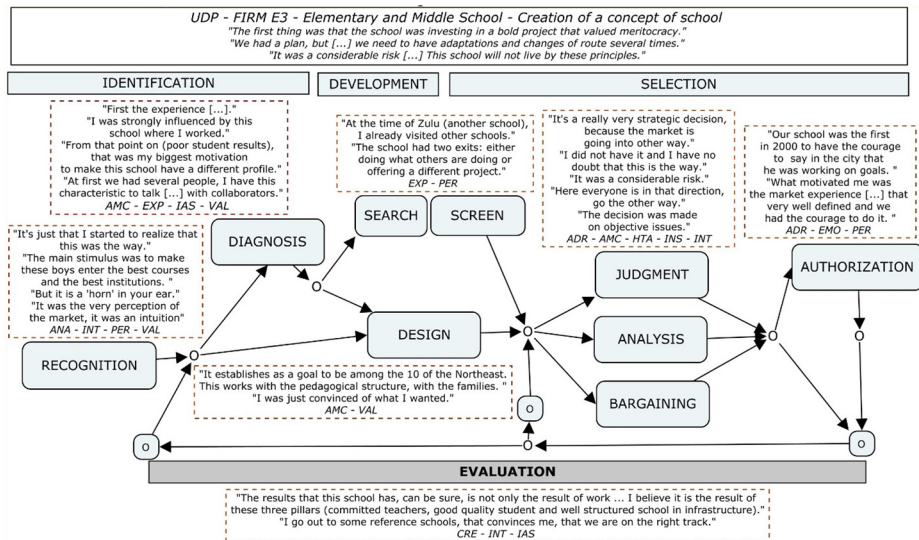 UDP - FIRM E3 - Elementary and Middle School - Creation of a concept of school
"The first thing was that the school was investing in a bold project that valued meritocracy."
"We had a plan, but [...] we need to have adaptations and changes of route several times."
"It was a considerable risk [...] This school will not live by these principles."
IDENTIFICATION
DEVELOPMENT
SELECTION
"First the experience [...]."
"I was strongly influenced by this
school where I worked."
"From that point on (poor student results),
that was my biggest motivation
to make this school have a different profile."
"At first we had several people, I have this
characteristic to talk [...] with collaborators."
AMC - EXP - IAS - VAL
"At the time of Zulu (another school),
I already visited other schools."
"The school had two exits: either
doing what others are doing or
offering a different project."
EXP - PER
"It's a really very strategic decision,
because the market is
going into other way."
"I did not have it and I have no
doubt that this is the way."
"It was a considerable risk."
"Here everyone is in that direction,
go the other way."
"The decision was made
on objective issues."
ADR - AMC - HTA - INS - INT
"Our school was the first
in 2000 to have the courage
to say in the city that
he was working on goals. "
"What motivated me was
the market experience [...] that
very well defined and we
had the courage to do it. "
ADR - EMO - PER
"It's just that I started to realize that
this was the way."
"The main stimulus was to make
these boys enter the best courses
and the best institutions. "
"But it is a 'horn' in your ear."
"It was the very perception of
the market, it was an intuition"
ANA - INT - PER - VAL
DIAGNOSIS
SEARCH
SCREEN
JUDGMENT
AUTHORIZATION
O
O
DESIGN
O
ANALYSIS
O
O
RECOGNITION
O
"It establishes as a goal to be among the 10 of the Northeast.
This works with the pedagogical structure, with the families. "
"I was just convinced of what I wanted."
AMC - VAL
BARGAINING
O
O
O
O
EVALUATION
"The results that this school has, can be sure, is not only the result of work ... I believe it is the result of
these three pillars (committed teachers, good quality student and well structured school in infrastructure)."
"I go out to some reference schools, that convinces me, that we are on the right track."
CRE - INT - IAS